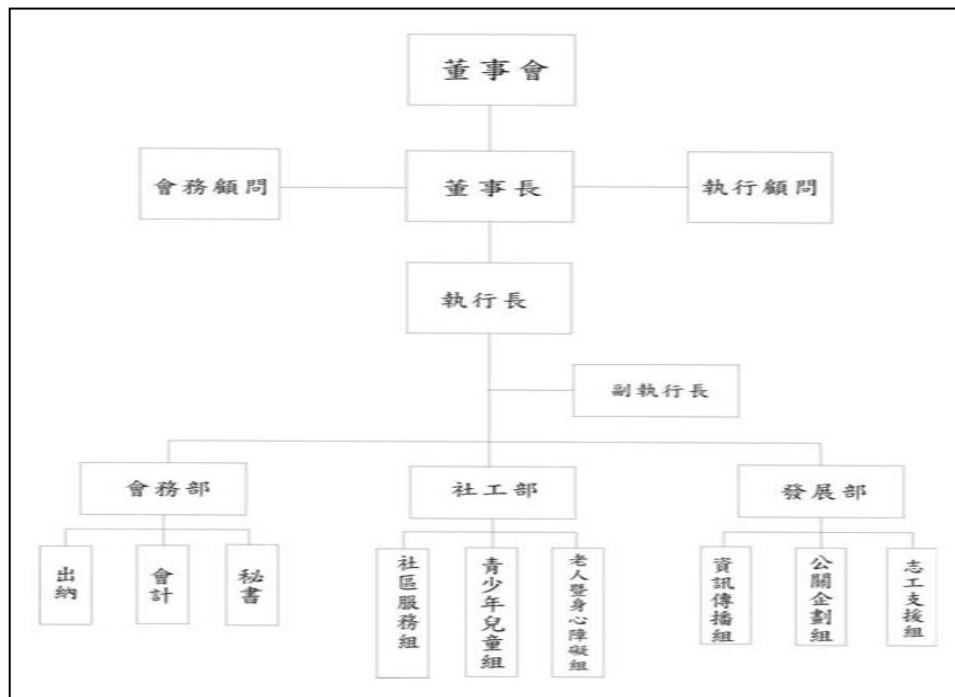 董事會
會務顧問
董事長
執行顧問
執行長
副執行長
會務部
社工部
發展部
出納
會計
秘書
社區服務組
青少年兒童組
老人暨身心障礙組
資訊傳播組
公關企劃組
志工支援組